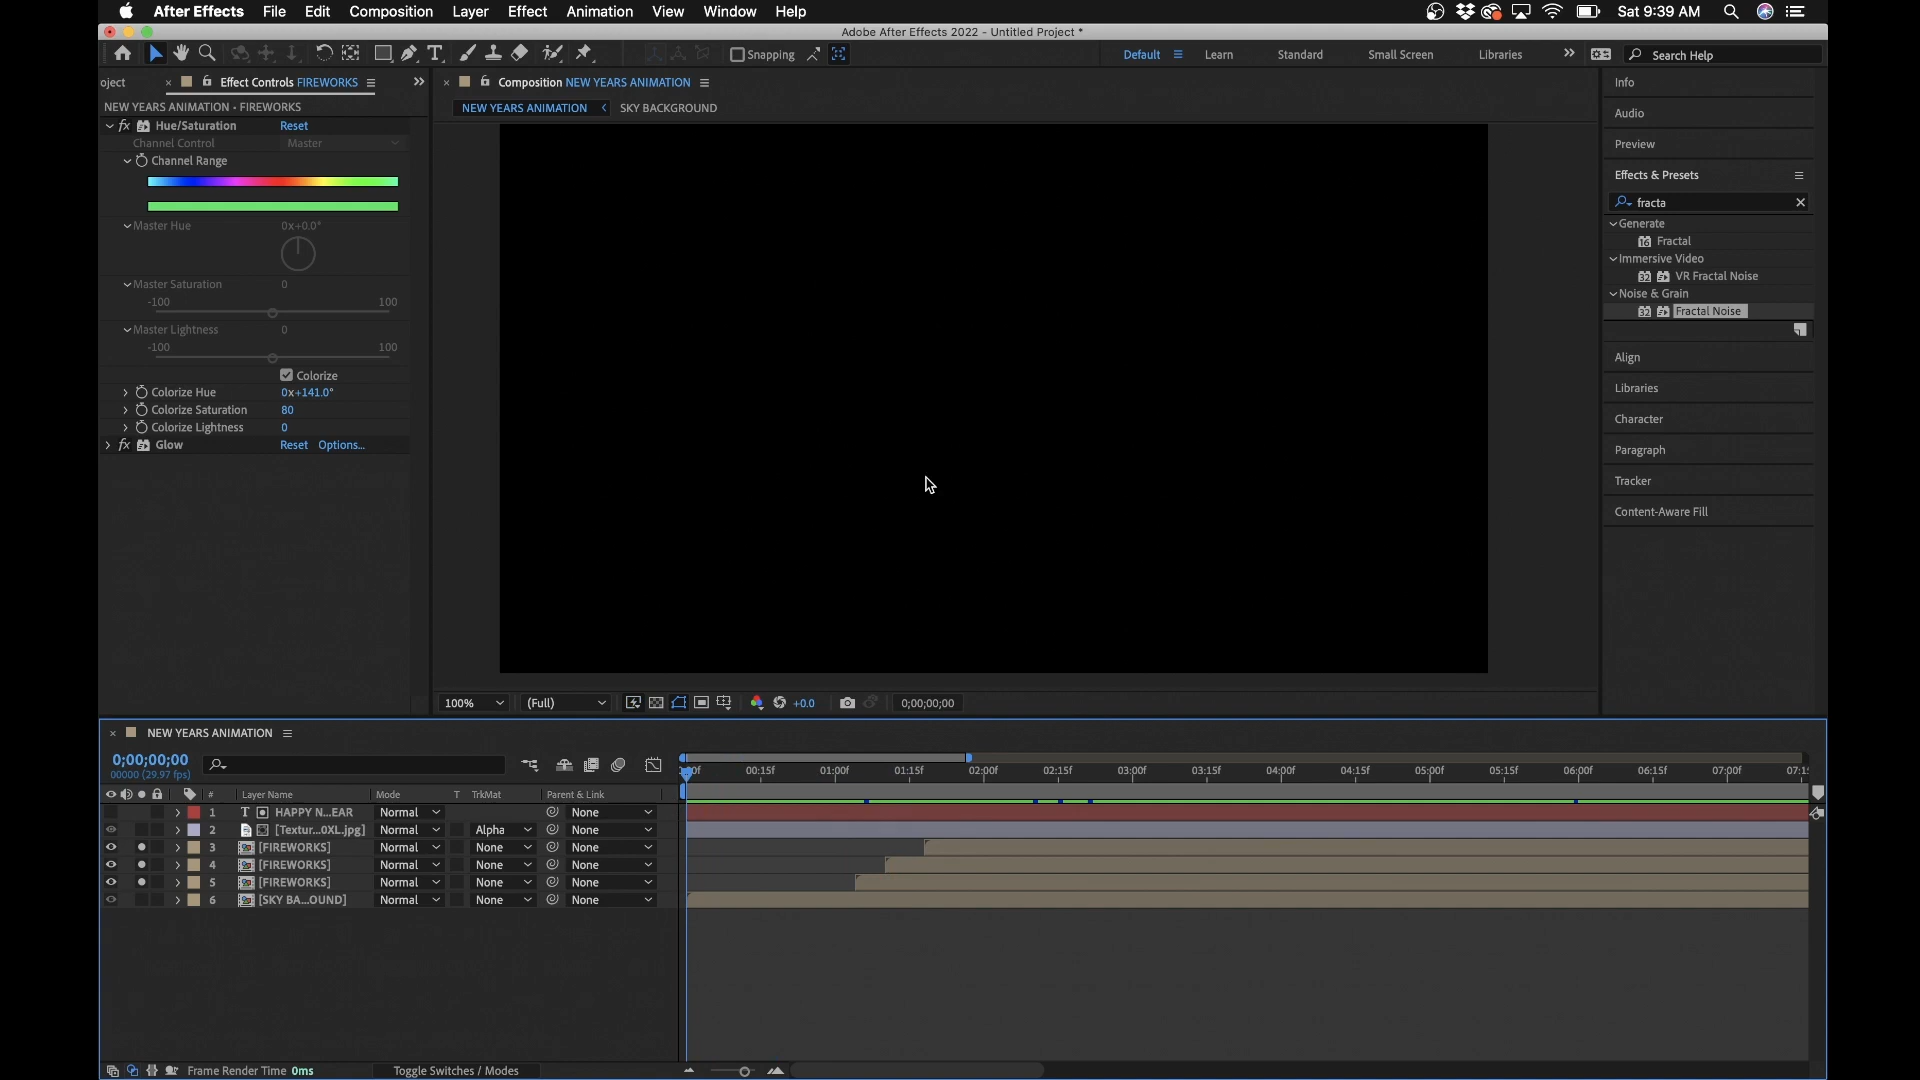 After Effects File Edit Composition Layer Effect Animation View Window Help Sat 9:39 AM
Adobe After Effects 2022 - Untitled Project *
Snapping Default Learn Standard Small Screen Libraries Search Help
oject Effect Controls FIREWORKS
Composition NEW YEARS ANIMATION
NEW YEARS ANIMATION • FIREWORKS
NEW YEARS ANIMATION SKY BACKGROUND
fx Hue/Saturation Reset
Channel Control Master
Channel Range
Master Hue 0x+0.0°
Master Saturation 0
-100 100
Master Lightness 0
-100 100
Colorize
Colorize Hue 0x+141.0°
Colorize Saturation 80
Colorize Lightness 0
fx Glow Reset Options...
Info
Audio
Preview
Effects & Presets
fracta
Generate
16 Fractal
Immersive Video
32 VR Fractal Noise
Noise & Grain
32 Fractal Noise
Align
Libraries
Character
Paragraph
Tracker
Content-Aware Fill
100% (Full) +0.0 0;00;00;00
NEW YEARS ANIMATION
0;00;00;00
00000 (29.97 fps)
00:15f 01:00f 01:15f 02:00f 02:15f 03:00f 03:15f 04:00f 04:15f 05:00f 05:15f 06:00f 06:15f 07:00f
# Layer Name Mode T TrkMat Parent & Link
1 T HAPPY N...EAR Normal None
2 [Textur...0XL.jpg] Normal Alpha None
3 [FIREWORKS] Normal None None
4 [FIREWORKS] Normal None None
5 [FIREWORKS] Normal None None
6 [SKY BA...OUND] Normal None None
Frame Render Time 0ms Toggle Switches / Modes